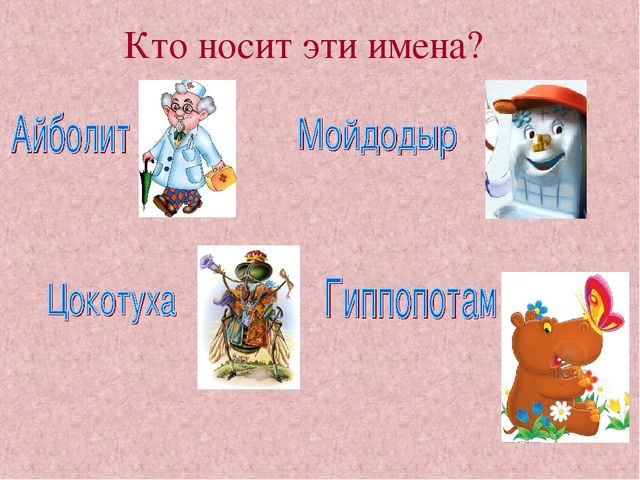 Кто носит эти имена?
Айболит
Мойдодыр
Цокотуха
Гиппопотам